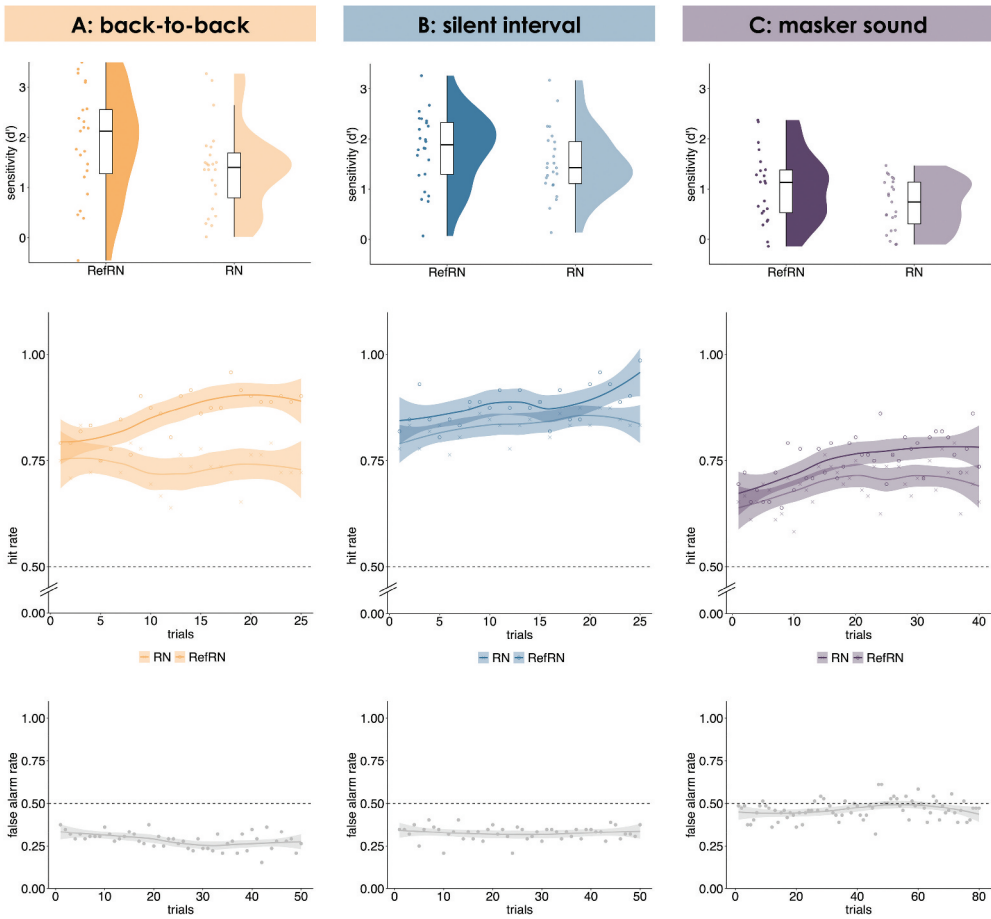 A: back-to-back
B: silent interval
C: masker sound
sensitivity (d')
3
2
1
0
RefRN
RN
sensitivity (d')
3
2
1
0
RefRN
RN
sensitivity (d')
3
2
1
0
RefRN
RN
hit rate
1.00
0.75
0.50
0.00
0
5
10
15
20
25
trials
RN
RefRN
hit rate
1.00
0.75
0.50
0.00
0
5
10
15
20
25
trials
RN
RefRN
hit rate
1.00
0.75
0.50
0.00
0
10
20
30
40
trials
RN
RefRN
false alarm rate
1.00
0.75
0.50
0.25
0.00
0
10
20
30
40
50
trials
false alarm rate
1.00
0.75
0.50
0.25
0.00
0
10
20
30
40
50
trials
false alarm rate
1.00
0.75
0.50
0.25
0.00
0
20
40
60
80
trials